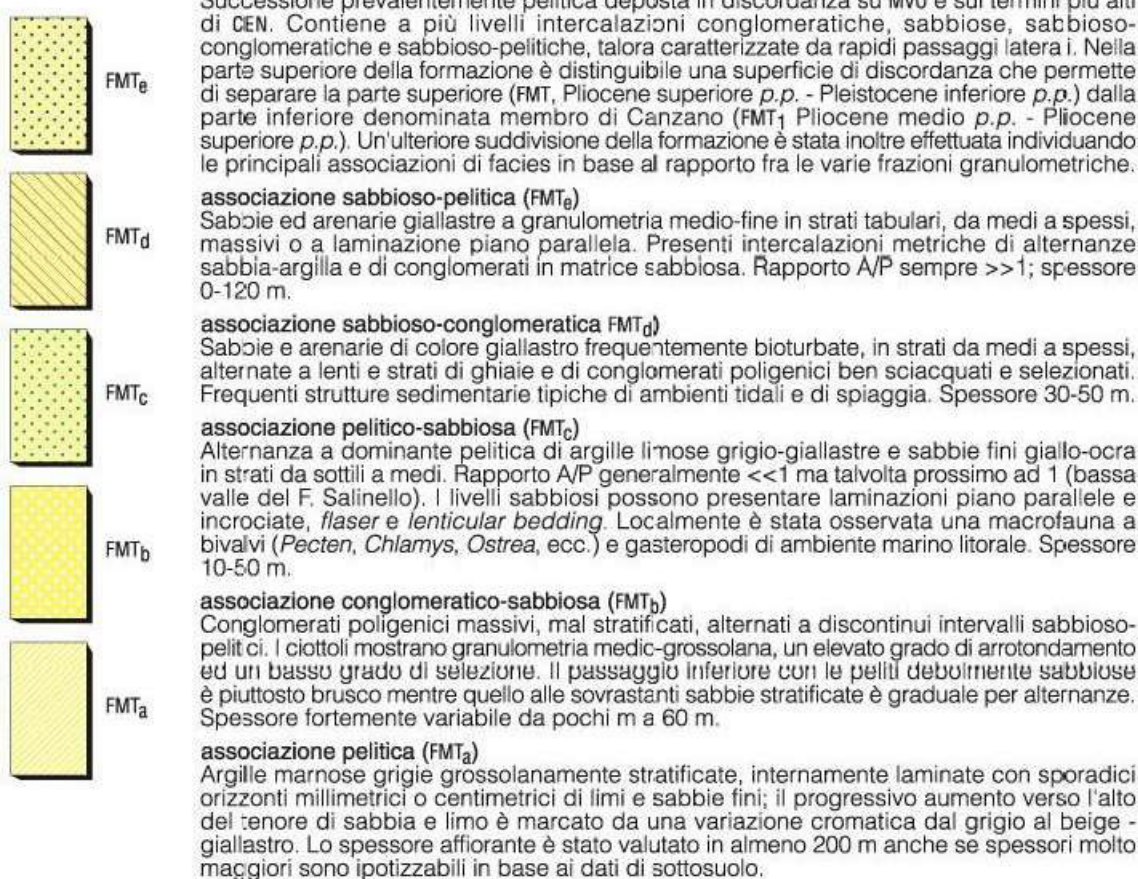 Successione prevalentemente pelitica deposta in discordanza su MVO e sui termini più alti
di CEN. Contiene a più livelli intercalazioni conglomeratiche, sabbiose, sabbioso-
conglomeratiche e sabbioso-pelitiche, talora caratterizzate da rapidi passaggi latera i. Nella
parte superiore della formazione è distinguibile una superficie di discordanza che permette
di separare la parte superiore (FMT, Pliocene superiore p.p. - Pleistocene inferiore p.p.) dalla
parte inferiore denominata membro di Canzano (FMT1 Pliocene medio p.p. - Pliocene
superiore p.p.). Un'ulteriore suddivisione della formazione è stata inoltre effettuata individuando
le principali associazioni di facies in base al rapporto fra le varie frazioni granulometriche.
FMTe
associazione sabbioso-pelitica (FMTe)
Sabbie ed arenarie giallastre a granulometria medio-fine in strati tabulari, da medi a spessi,
massivi o a laminazione piano parallela. Presenti intercalazioni metriche di alternanze
sabbia-argilla e di conglomerati in matrice sabbiosa. Rapporto A/P sempre >>1; spessore
0-120 m.
FMTd
associazione sabbioso-conglomeratica FMTd)
Sabbie e arenarie di colore giallastro frequentemente bioturbate, in strati da medi a spessi,
alternate a lenti e strati di ghiaie e di conglomerati poligenici ben sciacquati e selezionati.
Frequenti strutture sedimentarie tipiche di ambienti tidali e di spiaggia. Spessore 30-50 m.
FMTc
associazione pelitico-sabbiosa (FMTc)
Alternanza a dominante pelitica di argille limose grigio-giallastre e sabbie fini giallo-ocra
in strati da sottili a medi. Rapporto A/P generalmente <<1 ma talvolta prossimo ad 1 (bassa
valle del F. Salinello). I livelli sabbiosi possono presentare laminazioni piano parallele e
incrociate, flaser e lenticular bedding. Localmente è stata osservata una macrofauna a
bivalvi (Pecten, Chlamys, Ostrea, ecc.) e gasteropodi di ambiente marino litorale. Spessore
10-50 m.
FMTb
associazione conglomeratico-sabbiosa (FMTb)
Conglomerati poligenici massivi, mal stratificati, alternati a discontinui intervalli sabbioso-
pelitici. I ciottoli mostrano granulometria medio-grossolana, un elevato grado di arrotondamento
ed un basso grado di selezione. Il passaggio inferiore con le peliti debolmente sabbiose
è piuttosto brusco mentre quello alle sovrastanti sabbie stratificate è graduale per alternanze.
Spessore fortemente variabile da pochi m a 60 m.
FMTa
associazione pelitica (FMTa)
Argille marnose grigie grossolanamente stratificate, internamente laminate con sporadici
orizzonti millimetrici o centimetrici di limi e sabbie fini; il progressivo aumento verso l'alto
del tenore di sabbia e limo è marcato da una variazione cromatica dal grigio al beige -
giallastro. Lo spessore affiorante è stato valutato in almeno 200 m anche se spessori molto
maggiori sono ipotizzabili in base ai dati di sottosuolo.